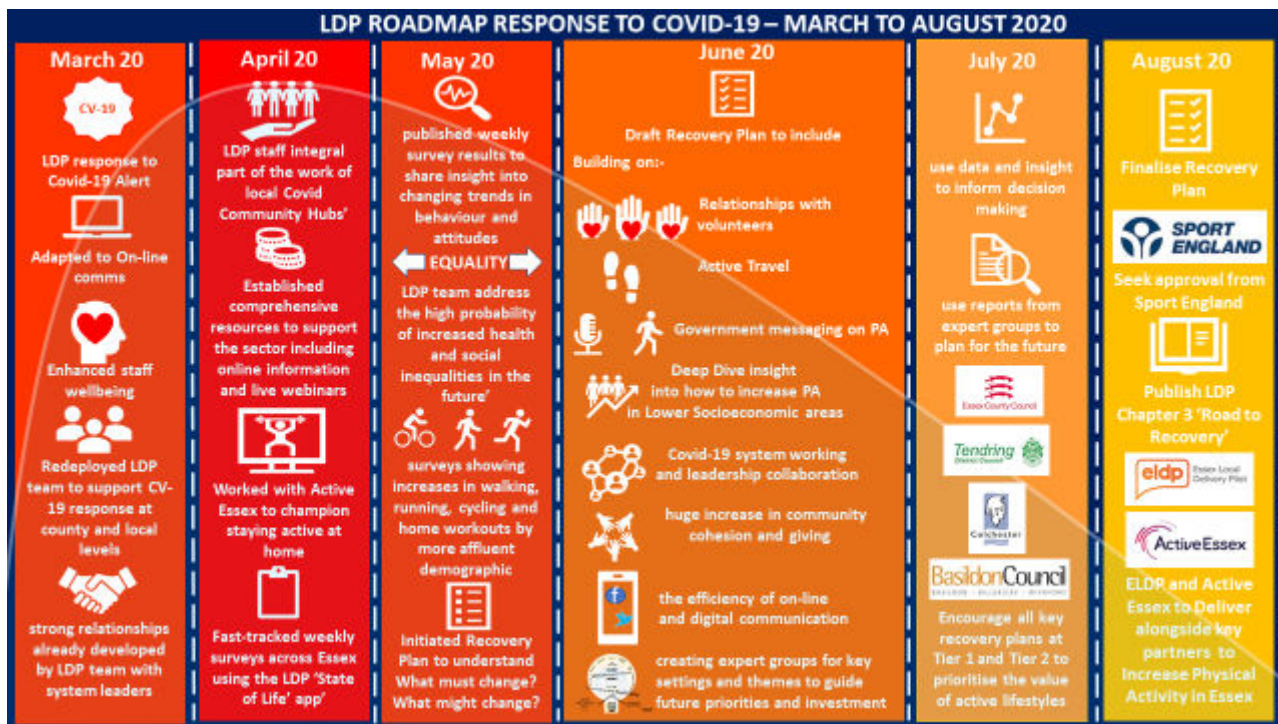 LDP ROADMAP RESPONSE TO COVID-19 – MARCH TO AUGUST 2020
March 20
CV-19
LDP response to
Covid-19 Alert
Adapted to On-line
comms
Enhanced staff
wellbeing
Redeployed LDP
team to support CV-
19 response at
county and local
levels
strong relationships
already developed
by LDP team with
system leaders
April 20
LDP staff integral
part of the work of
local Covid
Community Hubs'
Established
comprehensive
resources to support
the sector including
online information
and live webinars
Worked with Active
Essex to champion
staying active at
home
Fast-tracked weekly
surveys across Essex
using the LDP 'State
of Life' app'
May 20
published weekly
survey results to
share insight into
changing trends in
behaviour and
attitudes
EQUALITY
LDP team address
the high probability
of increased health
and social
inequalities in the
future'
surveys showing
increases in walking,
running, cycling and
home workouts by
more affluent
demographic
Initiated Recovery
Plan to understand
What must change?
What might change?
June 20
Draft Recovery Plan to include
Building on:-
Relationships with
volunteers
Active Travel
Government messaging on PA
Deep Dive insight
into how to increase PA
in Lower Socioeconomic areas
Covid-19 system working
and leadership collaboration
huge increase in community
cohesion and giving
the efficiency of on-line
and digital communication
creating expert groups for key
settings and themes to guide
future priorities and investment
July 20
use data and insight
to inform decision
making
use reports from
expert groups to
plan for the future
Essex County Council
Tendring
District Council
Colchester
Basildon Council
Encourage all key
recovery plans at
Tier 1 and Tier 2 to
prioritise the value
of active lifestyles
August 20
Finalise Recovery
Plan
SPORT
ENGLAND
Seek approval from
Sport England
Publish LDP
Chapter 3 'Road to
Recovery'
eldp Essex Local
Delivery Pilot
ActiveEssex
ELDP and Active
Essex to Deliver
alongside key
partners to
Increase Physical
Activity in Essex